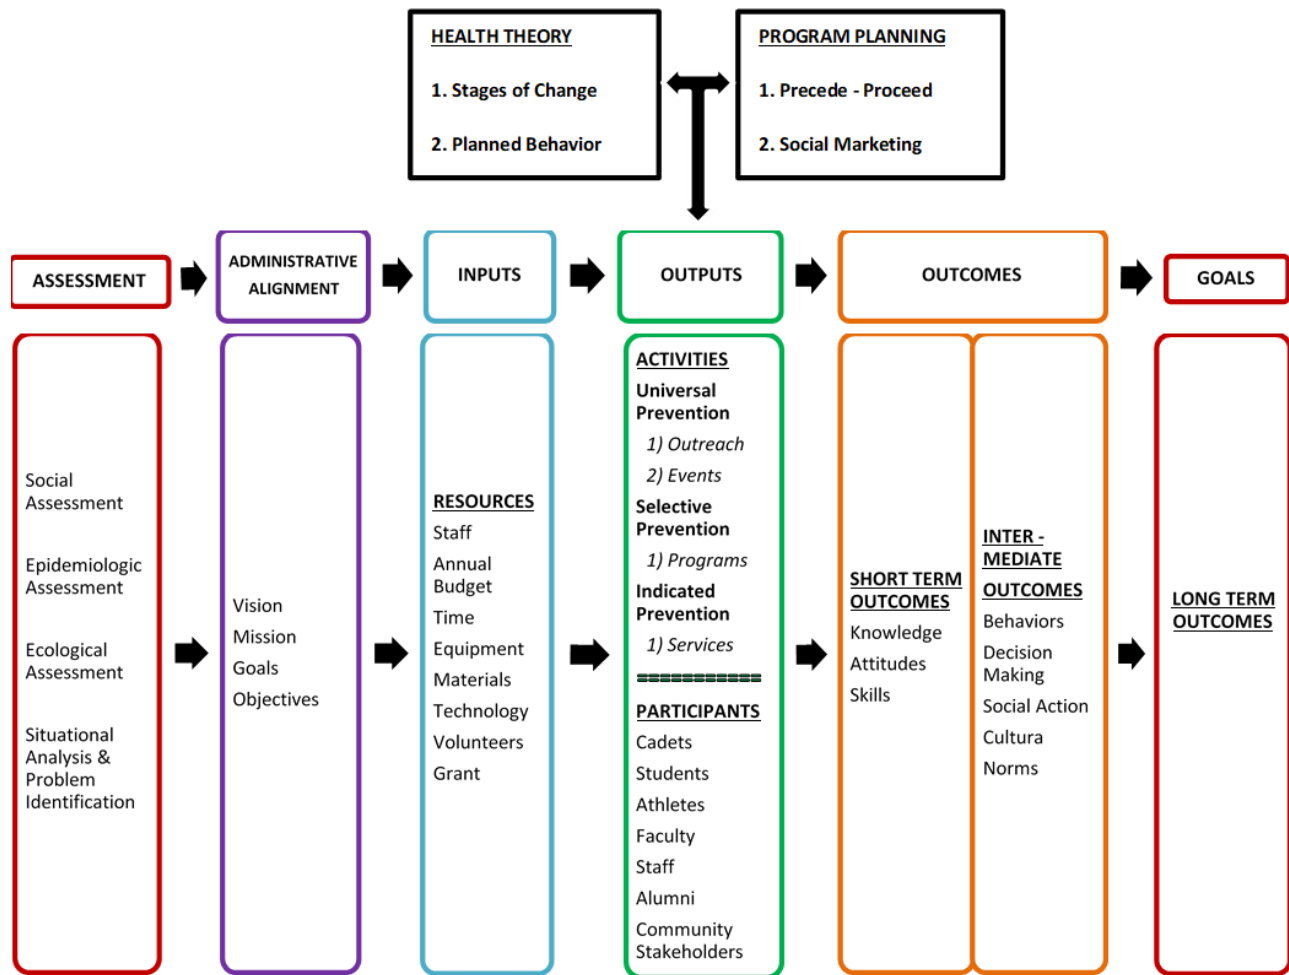 HEALTH THEORY
1. Stages of Change
2. Planned Behavior
PROGRAM PLANNING
1. Precede - Proceed
2. Social Marketing
ASSESSMENT
ADMINISTRATIVE
ALIGNMENT
INPUTS
OUTPUTS
OUTCOMES
GOALS
Social
Assessment
Epidemiologic
Assessment
Ecological
Assessment
Situational
Analysis &
Problem
Identification
Vision
Mission
Goals
Objectives
RESOURCES
Staff
Annual
Budget
Time
Equipment
Materials
Technology
Volunteers
Grant
ACTIVITIES
Universal
Prevention
1) Outreach
2) Events
Selective
Prevention
1) Programs
Indicated
Prevention
1) Services
===========
PARTICIPANTS
Cadets
Students
Athletes
Faculty
Staff
Alumni
Community
Stakeholders
SHORT TERM
OUTCOMES
Knowledge
Attitudes
Skills
INTER -
MEDIATE
OUTCOMES
Behaviors
Decision
Making
Social Action
Cultura
Norms
LONG TERM
OUTCOMES